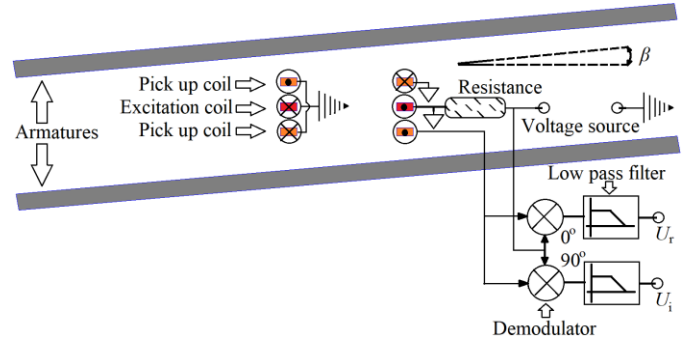 β
Pick up coil
Resistance
Excitation coil
Armatures
Pick up coil
Voltage source
Low pass filter
0°
Ur
90°
Ui
Demodulator